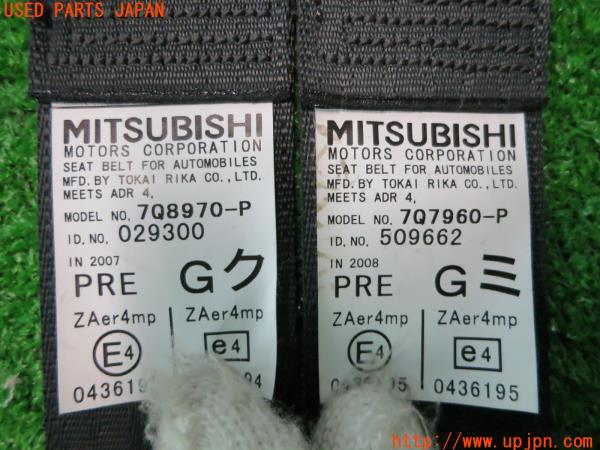 USED PARTS JAPAN
MITSUBISHI
MOTORS CORPORATION
SEAT BELT FOR AUTOMOBILES
MFD. BY TOKAI RIKA CO., LTD.
MEETS ADR 4,
MODEL NO. 7Q8970-P
ID. NO. 029300
IN 2007
PRE Gク
ZAer4mp ZAer4mp
E4 e4
MITSUBISHI
MOTORS CORPORATION
SEAT BELT FOR AUTOMOBILES
MFD. BY TOKAI RIKA CO., LTD.
MEETS ADR 4,
MODEL NO. 7Q7960-P
ID. NO. 509662
IN 2008
PRE Gミ
ZAer4mp ZAer4mp
E4 e4
0436195
http://www.upjpn.com/